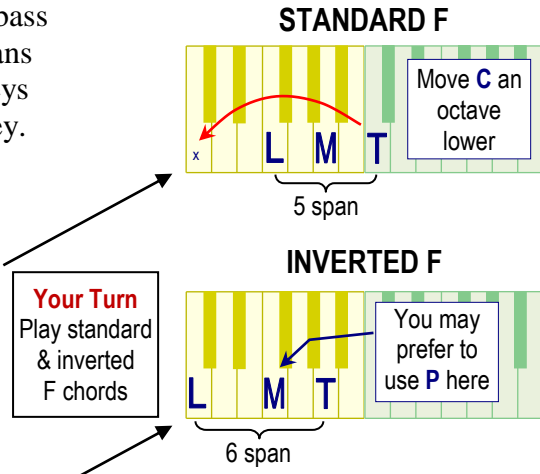 bass
ans
ys
ey.
STANDARD F
Move C an
octave
lower
x
L M T
5 span
INVERTED F
Your Turn
Play standard
& inverted
F chords
You may
prefer to
use P here
L M T
6 span